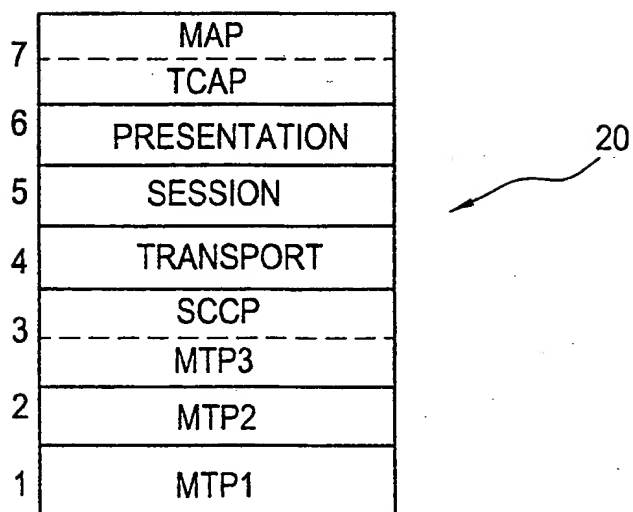 7
MAP
TCAP
6
PRESENTATION
20
5
SESSION
4
TRANSPORT
3
SCCP
MTP3
2
MTP2
1
MTP1